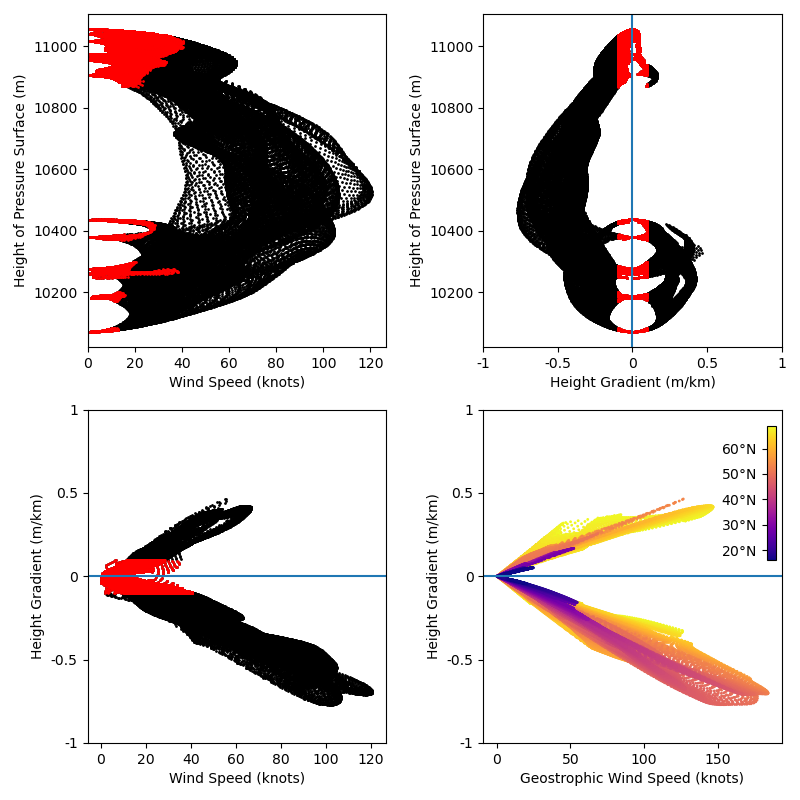 11000
10800
10600
10400
10200
Height of Pressure Surface (m)
0 20 40 60 80 100 120
Wind Speed (knots)
11000
10800
10600
10400
10200
Height of Pressure Surface (m)
-1 -0.5 0 0.5 1
Height Gradient (m/km)
1
0.5
0
-0.5
-1
Height Gradient (m/km)
0 20 40 60 80 100 120
Wind Speed (knots)
1
0.5
0
-0.5
-1
Height Gradient (m/km)
60°N
50°N
40°N
30°N
20°N
0 50 100 150
Geostrophic Wind Speed (knots)